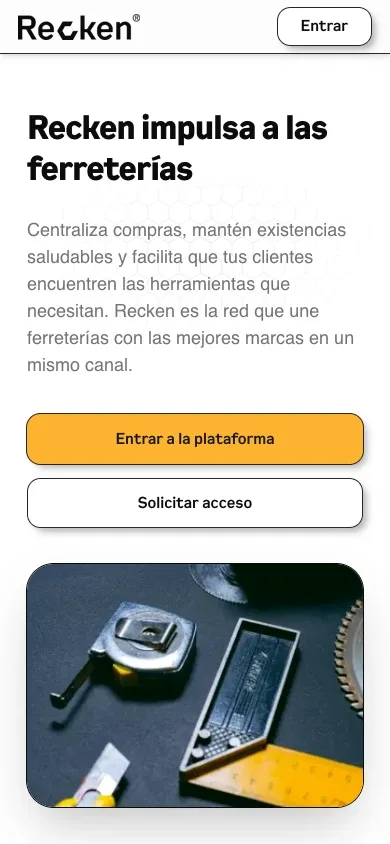 Recken®
Entrar
Recken impulsa a las
ferreterías
Centraliza compras, mantén existencias
saludables y facilita que tus clientes
encuentren las herramientas que
necesitan. Recken es la red que une
ferreterías con las mejores marcas en un
mismo canal.
Entrar a la plataforma
Solicitar acceso